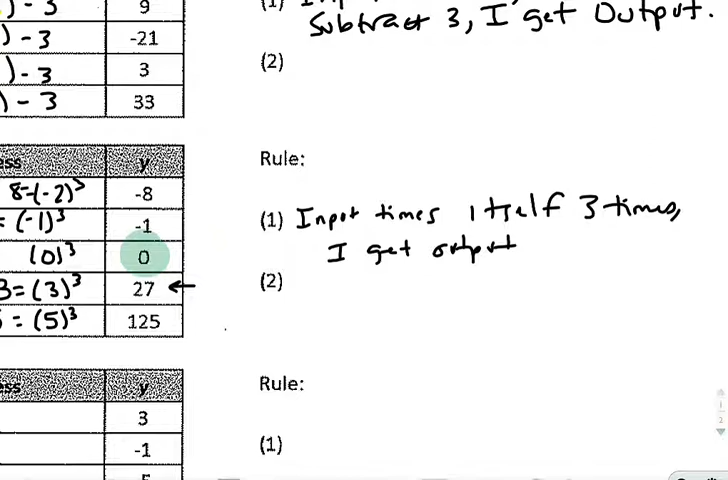 ) - 3 9
Subtract 3, I get Output.
) - 3 -21
) - 3 3
(2)
) - 3 33
ess y
Rule:
8=(-2)³ -8
= (-1)³ -1
(1) Input times itself 3 times,
(0)³ 0
I get output
3=(3)³ 27 ←
(2)
= (5)³ 125
ess y
Rule:
3
(1)
-1
1
2